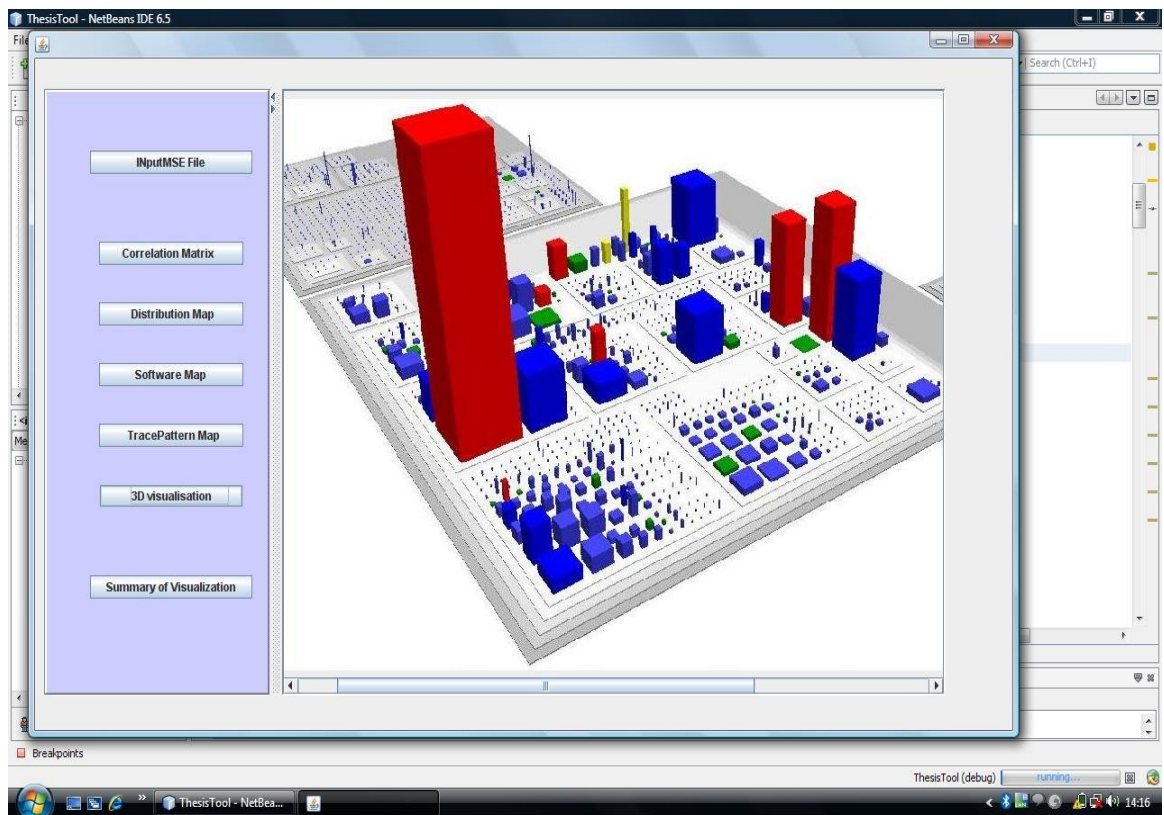 ThesisTool - NetBeans IDE 6.5
File
Search (Ctrl+I)
INputMSE File
Correlation Matrix
Distribution Map
Software Map
TracePattern Map
3D visualisation
Summary of Visualization
Me
Breakpoints
ThesisTool (debug)
running...
ThesisTool - NetBea...
14:16